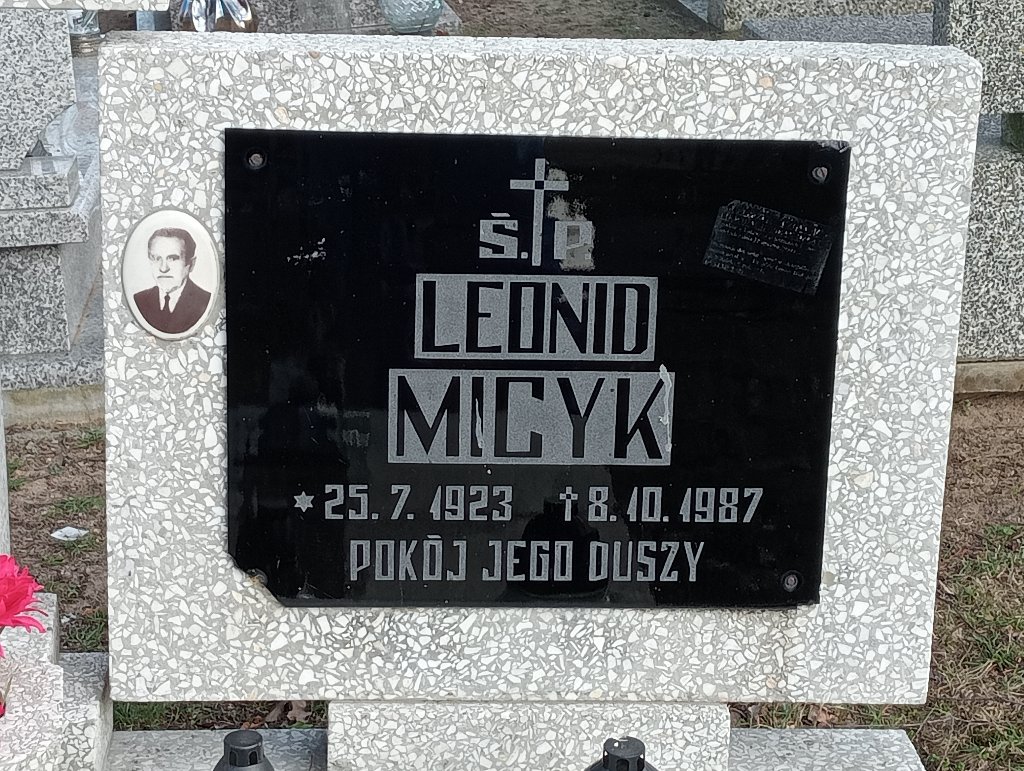 Ś. P.
LEONID
MICYK
25.7.1923 8.10.1987
POKÓJ JEGO DUSZY